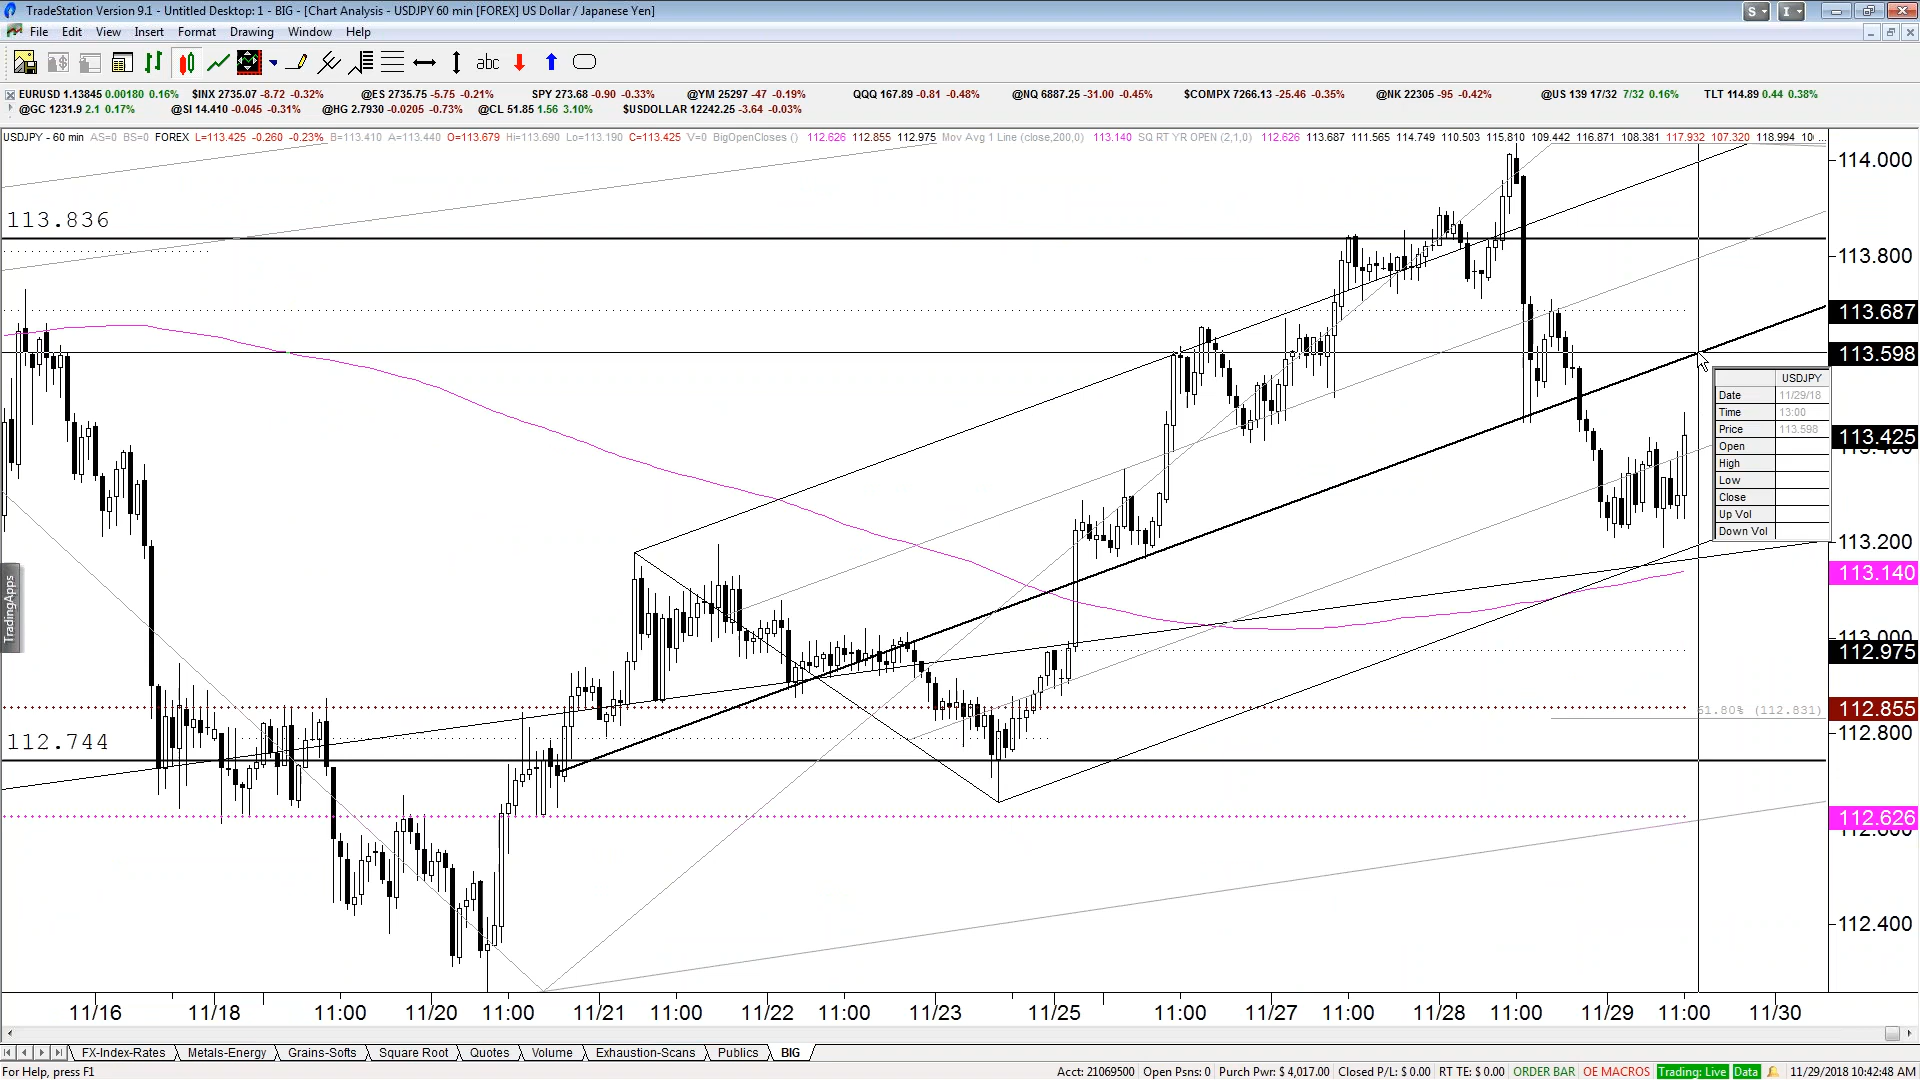 TradeStation Version 9.1 - Untitled Desktop: 1 - BIG - [Chart Analysis - USDJPY 60 min [FOREX] US Dollar / Japanese Yen]
S I
File Edit View Insert Format Drawing Window Help
abc
EURUSD 1.13845 0.00180 0.16% $INX 2735.07 -8.72 -0.32% @ES 2735.75 -5.75 -0.21% SPY 273.68 -0.90 -0.33% @YM 25297 -47 -0.19% QQQ 167.89 -0.81 -0.48% @NQ 6887.25 -31.00 -0.45% $COMPX 7266.13 -25.46 -0.35% @NK 22305 -95 -0.42% @US 139 17/32 7/32 0.16% TLT 114.89 0.44 0.38%
@GC 1231.9 2.1 0.17% @SI 14.410 -0.045 -0.31% @HG 2.7930 -0.0205 -0.73% @CL 51.85 1.56 3.10% $USDOLLAR 12242.25 -3.64 -0.03%
USDJPY - 60 min AS=0 BS=0 FOREX L=113.425 -0.260 -0.23% B=113.410 A=113.440 O=113.679 Hi=113.690 Lo=113.190 C=113.425 V=0 BigOpenCloses () 112.626 112.855 112.975 Mov Avg 1 Line (close,200,0) 113.140 SQ RT YR OPEN (2,1,0) 112.626 113.687 111.565 114.749 110.503 115.810 109.442 116.871 108.381 117.932 107.320 118.994 10 ...
114.000
113.836
113.800
113.687
113.598
USDJPY
Date 11/29/18
Time 13:00
Price 113.598
Open
High
Low
Close
Up Vol
Down Vol
113.425
113.400
113.200
113.140
TradingApps
113.000
112.975
112.855
61.80% (112.831)
112.800
112.744
112.626
112.600
112.400
11/16 11/18 11:00 11/20 11:00 11/21 11:00 11/22 11:00 11/23 11/25 11:00 11/27 11:00 11/28 11:00 11/29 11:00 11/30
FX-Index-Rates Metals-Energy Grains-Softs Square Root Quotes Volume Exhaustion-Scans Publics BIG
For Help, press F1 Acct: 21069500 Open Psns: 0 Purch Pwr: $ 4,017.00 Closed P/L: $ 0.00 RT TE: $ 0.00 ORDER BAR OE MACROS Trading: Live Data 11/29/2018 10:42:48 AM